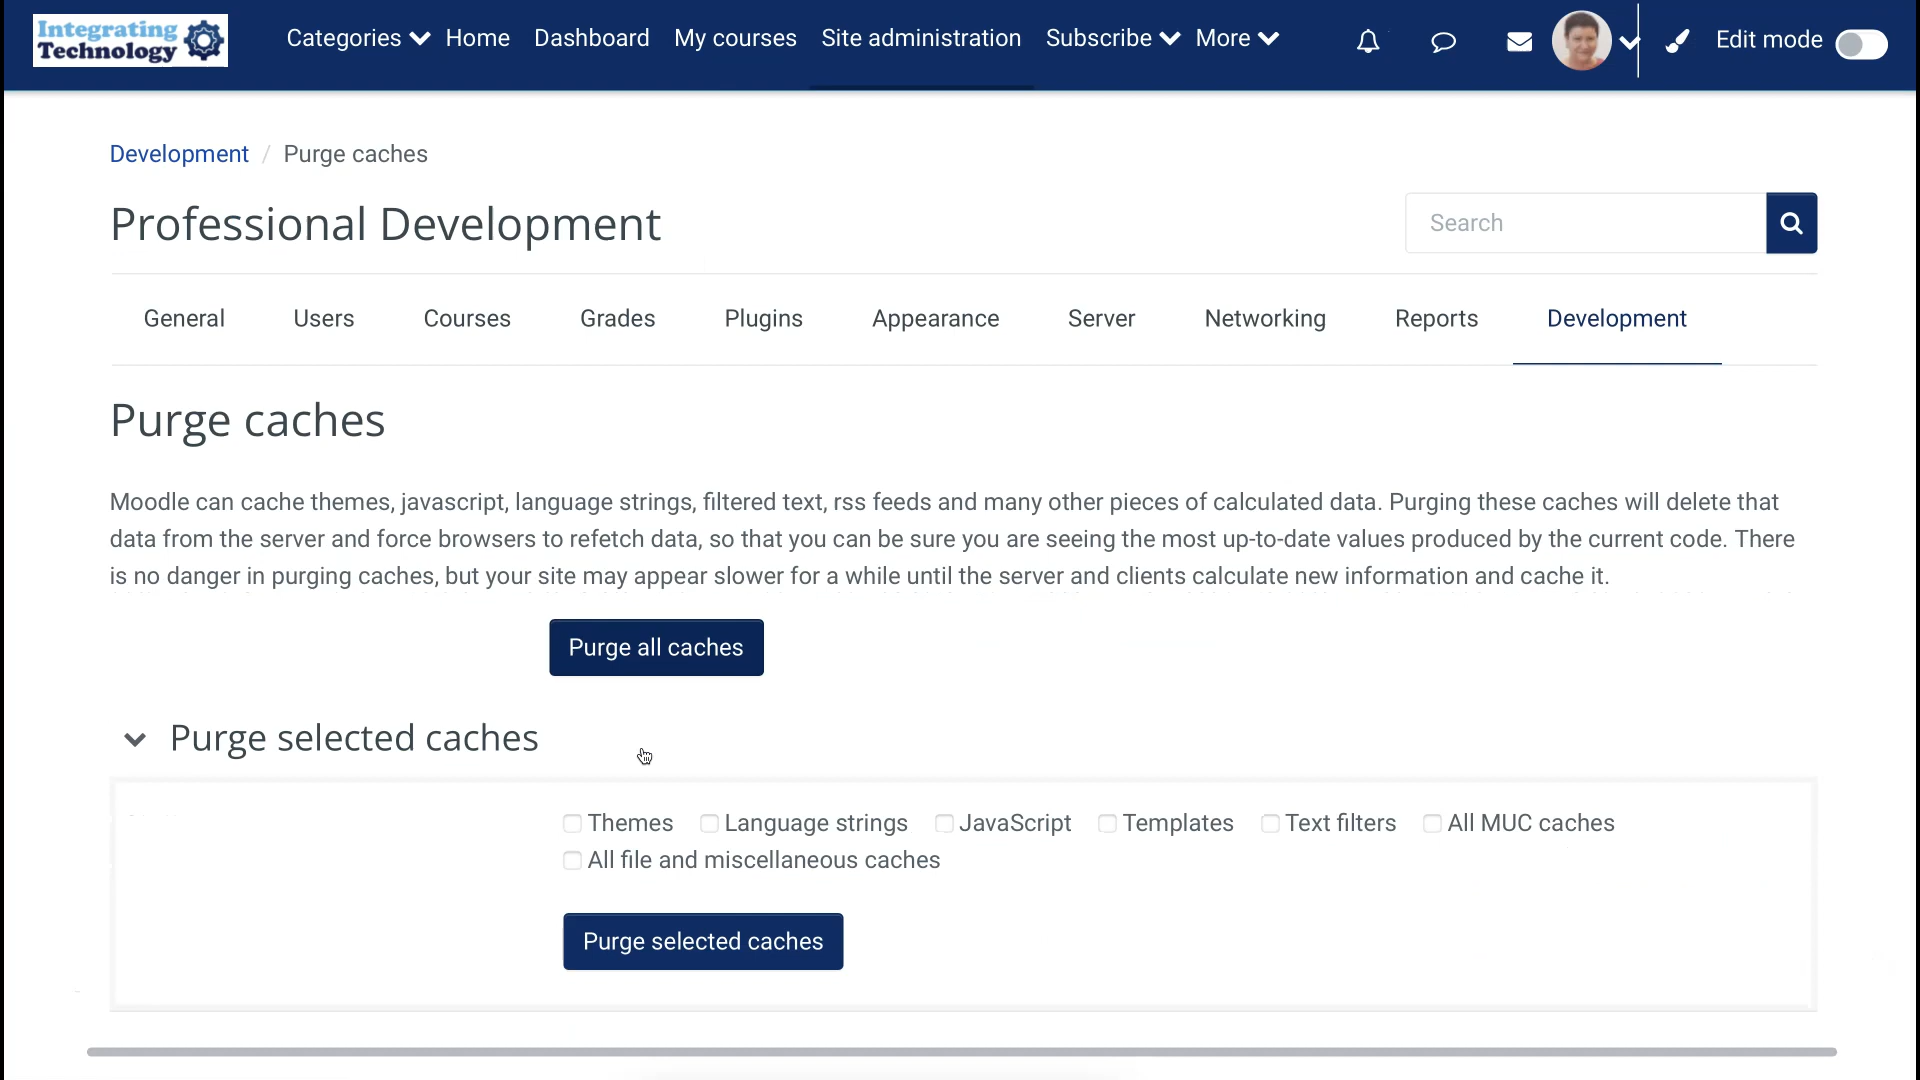 Integrating
Technology
Categories Home Dashboard My courses Site administration Subscribe More Edit mode
Development / Purge caches
Professional Development
Search
General Users Courses Grades Plugins Appearance Server Networking Reports Development
Purge caches
Moodle can cache themes, javascript, language strings, filtered text, rss feeds and many other pieces of calculated data. Purging these caches will delete that
data from the server and force browsers to refetch data, so that you can be sure you are seeing the most up-to-date values produced by the current code. There
is no danger in purging caches, but your site may appear slower for a while until the server and clients calculate new information and cache it.
Purge all caches
Purge selected caches
Themes Language strings JavaScript Templates Text filters All MUC caches
All file and miscellaneous caches
Purge selected caches